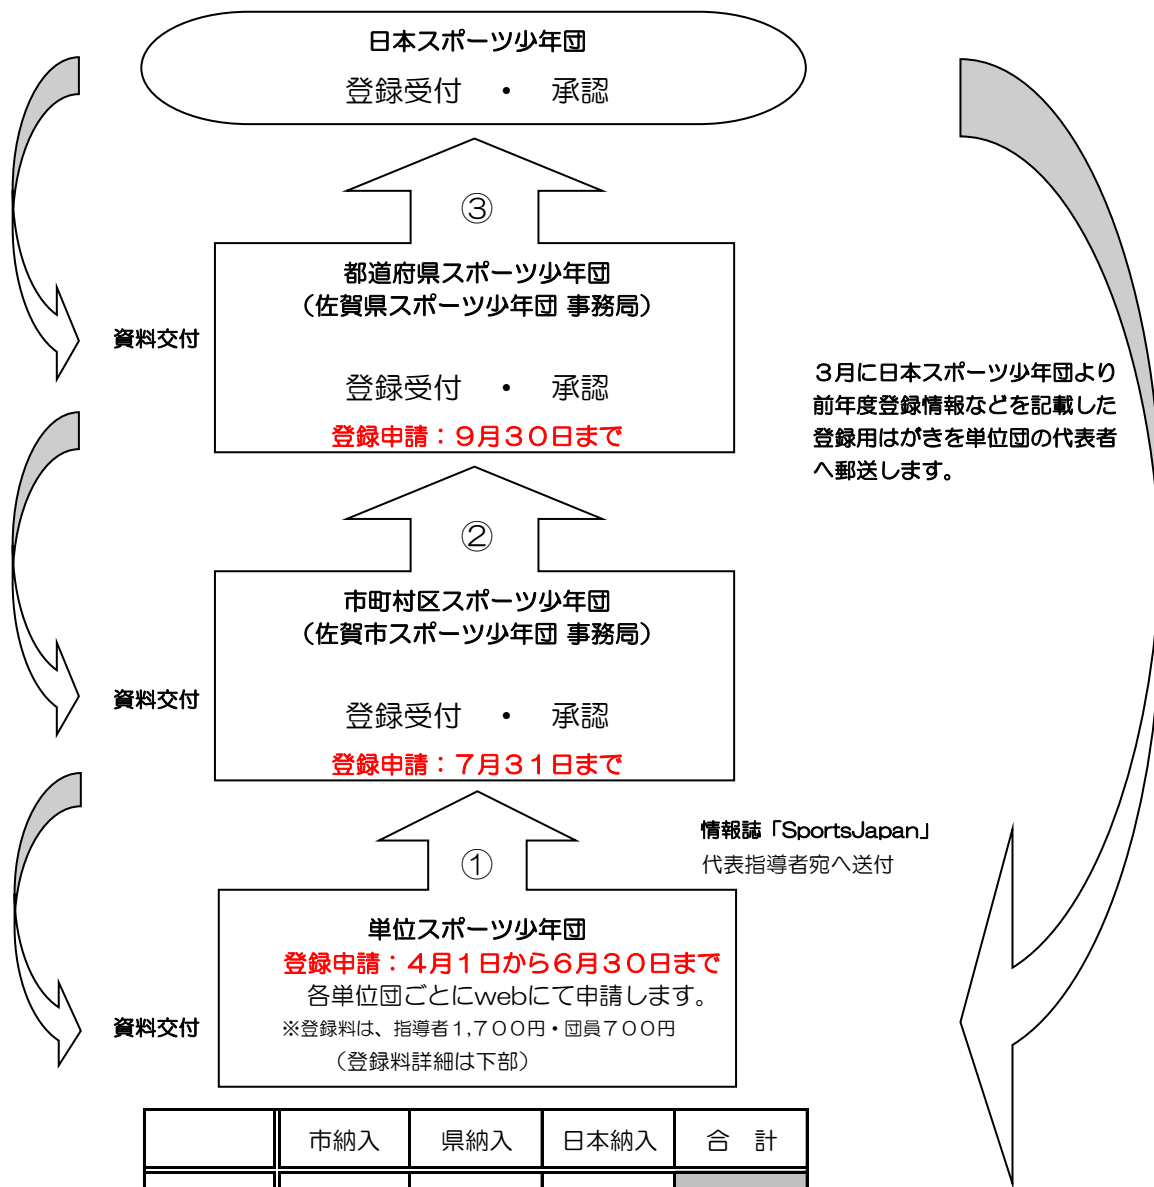 日本スポーツ少年団
登録受付 ・ 承認
③
都道府県スポーツ少年団
（佐賀県スポーツ少年団 事務局）
資料交付
登録受付 ・ 承認
登録申請：９月３０日まで
３月に日本スポーツ少年団より
前年度登録情報などを記載した
登録用はがきを単位団の代表者
へ郵送します。
②
市町村区スポーツ少年団
（佐賀市スポーツ少年団 事務局）
資料交付
登録受付 ・ 承認
登録申請：７月３１日まで
情報誌「SportsJapan」
代表指導者宛へ送付
①
単位スポーツ少年団
登録申請：４月１日から６月３０日まで
各単位団ごとにwebにて申請します。
資料交付
※登録料は、指導者１,７００円・団員７００円
（登録料詳細は下部）
市納入 県納入 日本納入 合 計